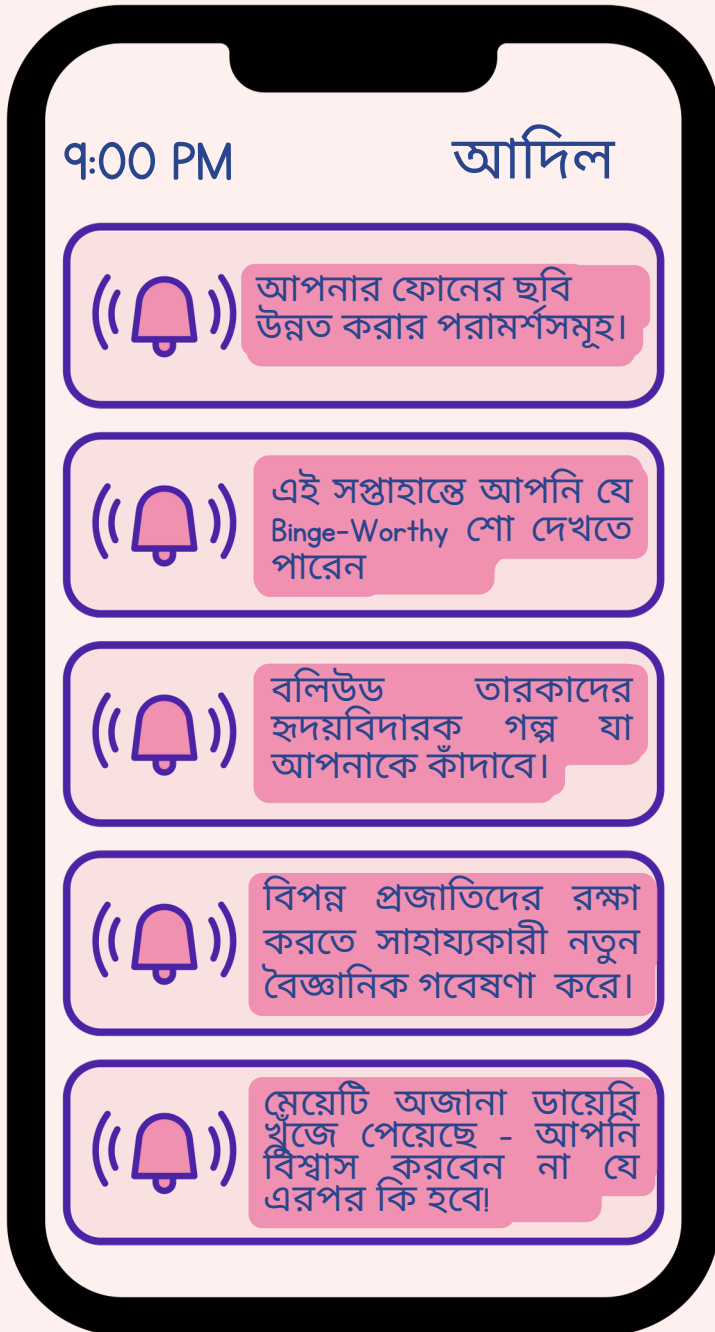 9:00 PM
আদিল
আপনার ফোনের ছবি
উন্নত করার পরামর্শসমূহ।
এই সপ্তাহান্তে আপনি যে
Binge-Worthy শো দেখতে
পারেন
বলিউড তারকাদের
হৃদয়বিদারক গল্প যা
আপনাকে কাঁদাবে।
বিপন্ন প্রজাতিদের রক্ষা
করতে সাহায্যকারী নতুন
বৈজ্ঞানিক গবেষণা করে।
মেয়েটি অজানা ডায়েরি
খুঁজে পেয়েছে - আপনি
বিশ্বাস করবেন না যে
এরপর কি হবে!